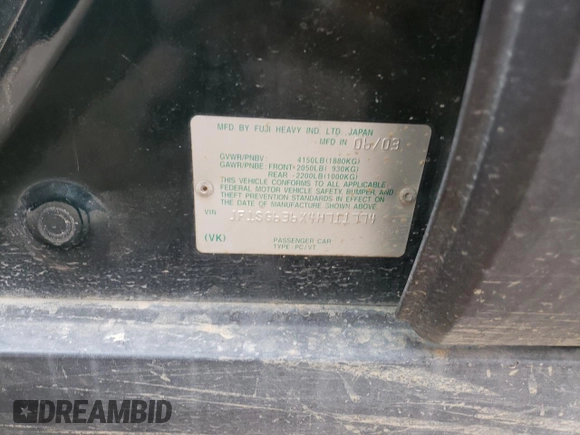 MFD BY FUJI HEAVY IND. LTD., JAPAN
MFD IN 06/03
GVWR/PNBV 4150LB(1880KG)
GAWR/PNBE: FRONT-2050LB( 930KG)
REAR -2200LB(1000KG)
THIS VEHICLE CONFORMS TO ALL APPLICABLE
FEDERAL MOTOR VEHICLE SAFETY, BUMPER, AND
THEFT PREVENTION STANDARDS IN EFFECT ON
THE DATE OF MANUFACTURE SHOWN ABOVE
VIN JF1SG636X4H711774
(VK) PASSENGER CAR
TYPE-PC/VT
DREAMBID